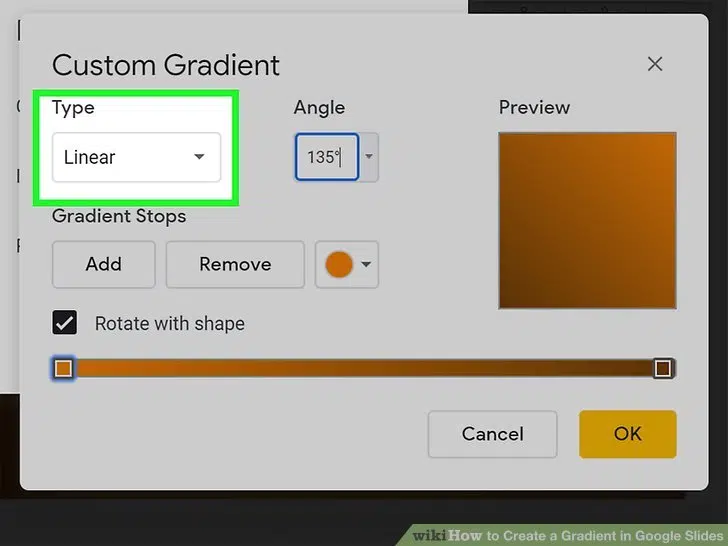 Custom Gradient
Type
Angle
Preview
Linear
135°
Gradient Stops
Add
Remove
Rotate with shape
Cancel
OK
wikiHow to Create a Gradient in Google Slides